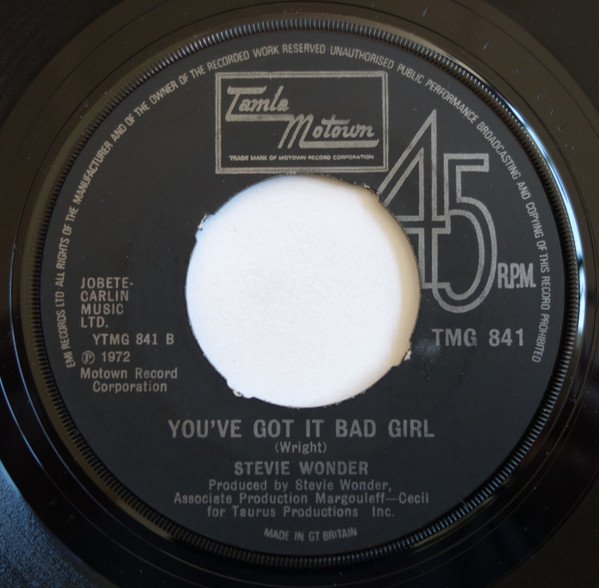 EMI RECORDS LTD ALL RIGHTS OF THE MANUFACTURER AND OF THE OWNER OF THE RECORDED WORK RESERVED UNAUTHORISED PUBLIC PERFORMANCE BROADCASTING AND COPYING OF THIS RECORD PROHIBITED
Tamla
Motown
TRADE MARK OF MOTOWN RECORD CORPORATION
45
R.P.M.
JOBETE-
CARLIN
MUSIC
LTD.
YTMG 841 B
℗ 1972
Motown Record
Corporation
TMG 841
YOU'VE GOT IT BAD GIRL
(Wright)
STEVIE WONDER
Produced by Stevie Wonder,
Associate Production Margouleff—Cecil
for Taurus Productions Inc.
MADE IN GT BRITAIN